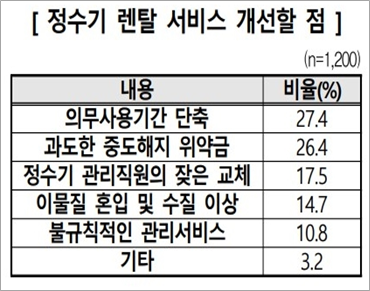 [ 정수기 렌탈 서비스 개선할 점 ]
(n=1,200)
내용 비율(%)
의무사용기간 단축 27.4
과도한 중도해지 위약금 26.4
정수기 관리직원의 잦은 교체 17.5
이물질 혼입 및 수질 이상 14.7
불규칙적인 관리서비스 10.8
기타 3.2